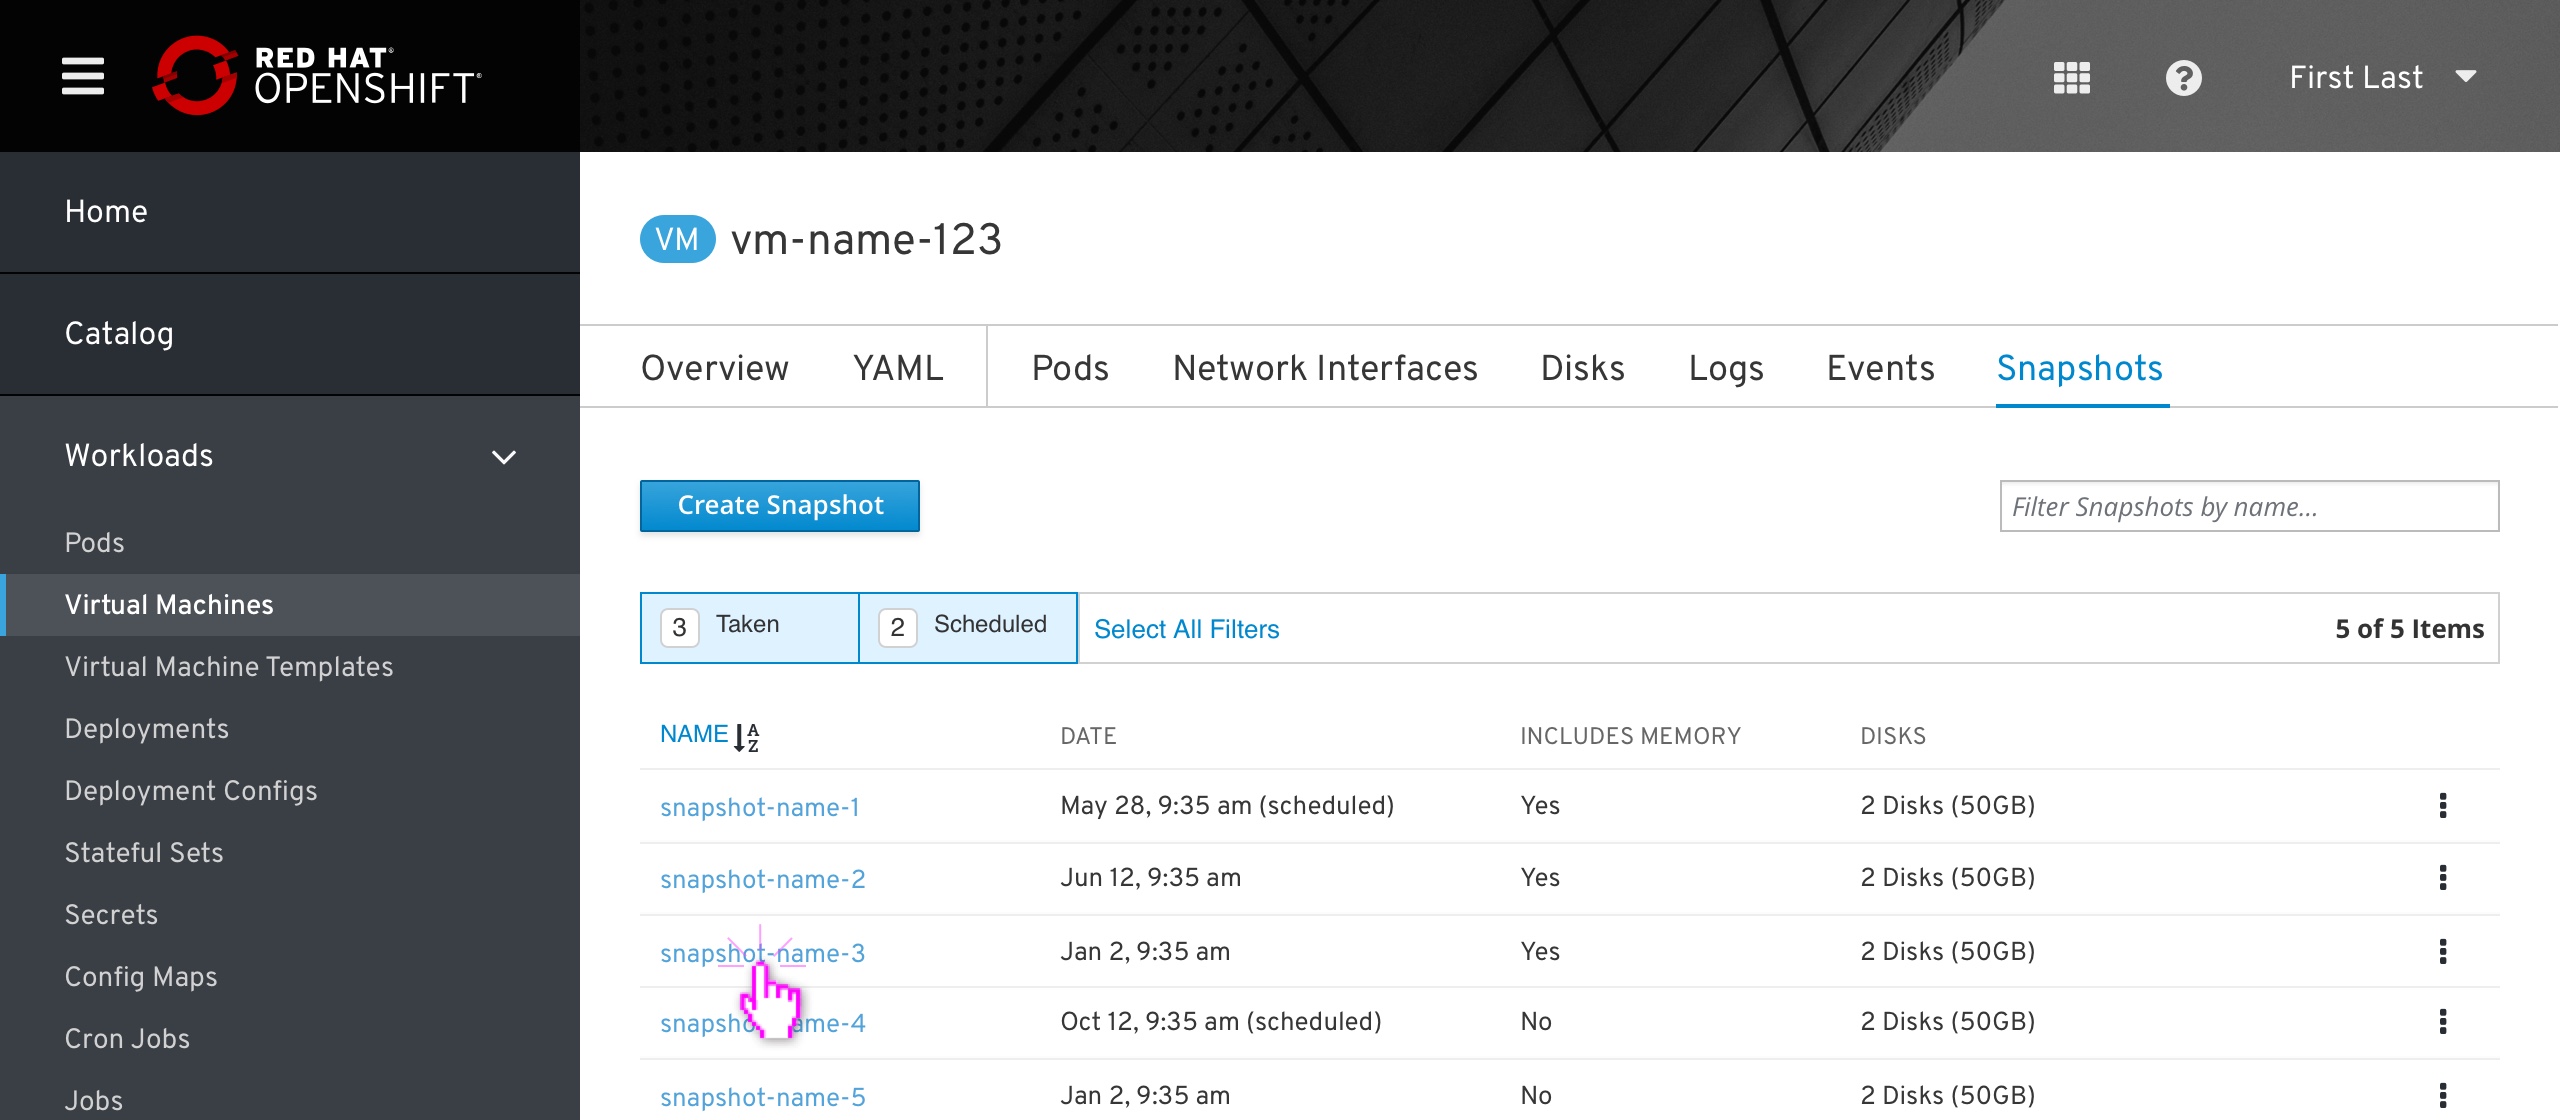 RED HAT®
OPENSHIFT®
First Last
Home
Catalog
Workloads
Pods
Virtual Machines
Virtual Machine Templates
Deployments
Deployment Configs
Stateful Sets
Secrets
Config Maps
Cron Jobs
Jobs
VM vm-name-123
Overview YAML Pods Network Interfaces Disks Logs Events Snapshots
Create Snapshot
Filter Snapshots by name...
3 Taken 2 Scheduled Select All Filters 5 of 5 Items
NAME AZ DATE INCLUDES MEMORY DISKS
snapshot-name-1 May 28, 9:35 am (scheduled) Yes 2 Disks (50GB)
snapshot-name-2 Jun 12, 9:35 am Yes 2 Disks (50GB)
snapshot-name-3 Jan 2, 9:35 am Yes 2 Disks (50GB)
snapshot-name-4 Oct 12, 9:35 am (scheduled) No 2 Disks (50GB)
snapshot-name-5 Jan 2, 9:35 am No 2 Disks (50GB)